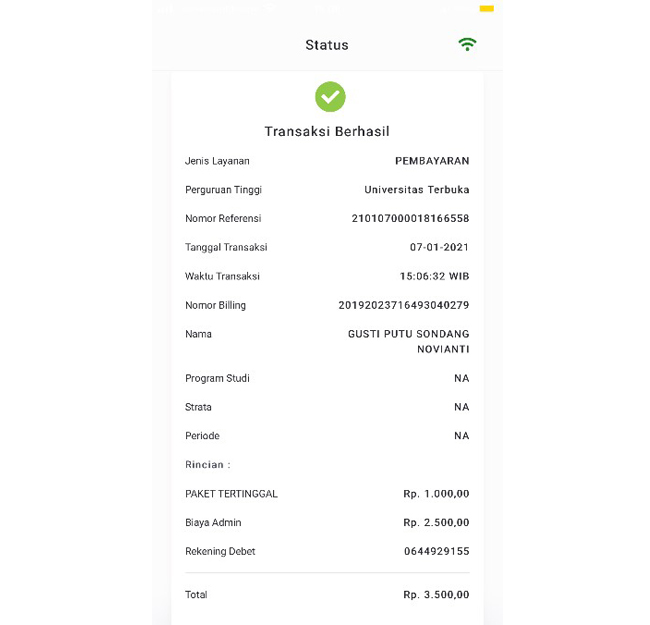 Status
Transaksi Berhasil
Jenis Layanan PEMBAYARAN
Perguruan Tinggi Universitas Terbuka
Nomor Referensi 210107000018166558
Tanggal Transaksi 07-01-2021
Waktu Transaksi 15:06:32 WIB
Nomor Billing 20192023716493040279
Nama GUSTI PUTU SONDANG
NOVIANTI
Program Studi NA
Strata NA
Periode NA
Rincian :
PAKET TERTINGGAL Rp. 1.000,00
Biaya Admin Rp. 2.500,00
Rekening Debet 0644929155
Total Rp. 3.500,00